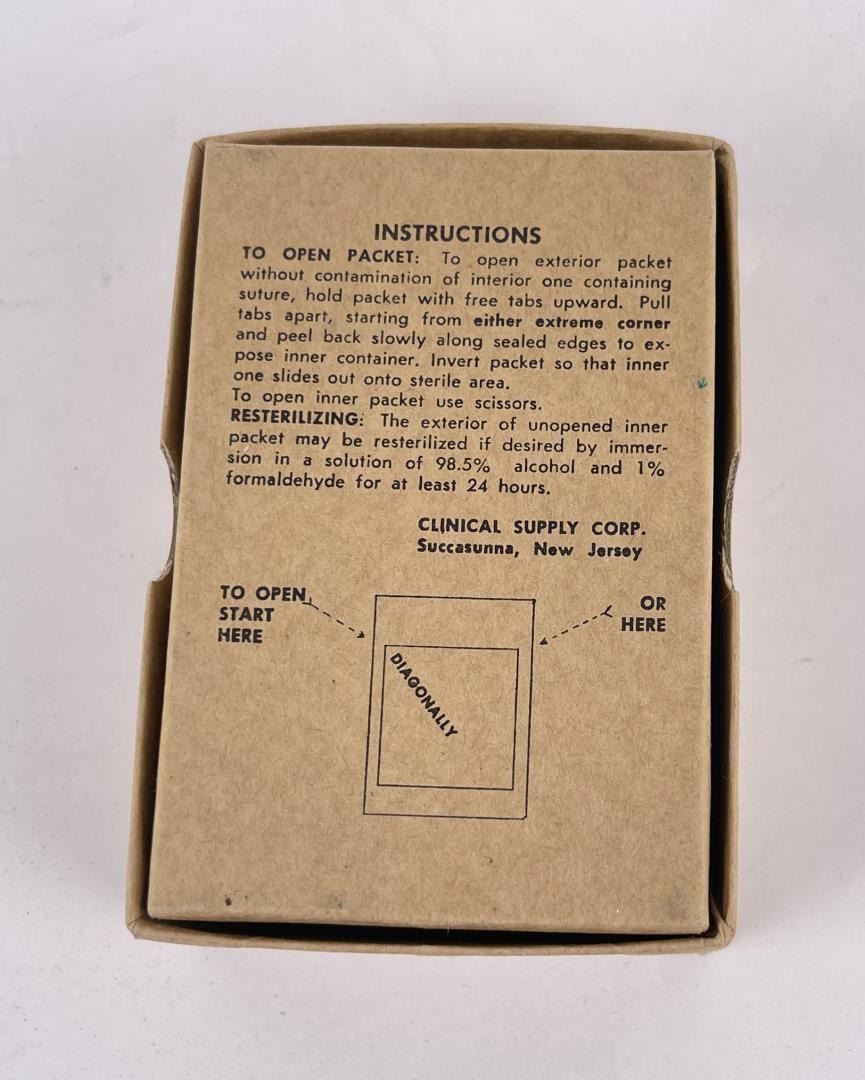 INSTRUCTIONS
TO OPEN PACKET: To open exterior packet
without contamination of interior one containing
suture, hold packet with free tabs upward. Pull
tabs apart, starting from either extreme corner
and peel back slowly along sealed edges to ex-
pose inner container. Invert packet so that inner
one slides out onto sterile area.
To open inner packet use scissors.
RESTERILIZING: The exterior of unopened inner
packet may be resterilized if desired by immer-
sion in a solution of 98.5% alcohol and 1%
formaldehyde for at least 24 hours.
CLINICAL SUPPLY CORP.
Succasunna, New Jersey
TO OPEN,
START
HERE
OR
HERE
DIAGONALLY